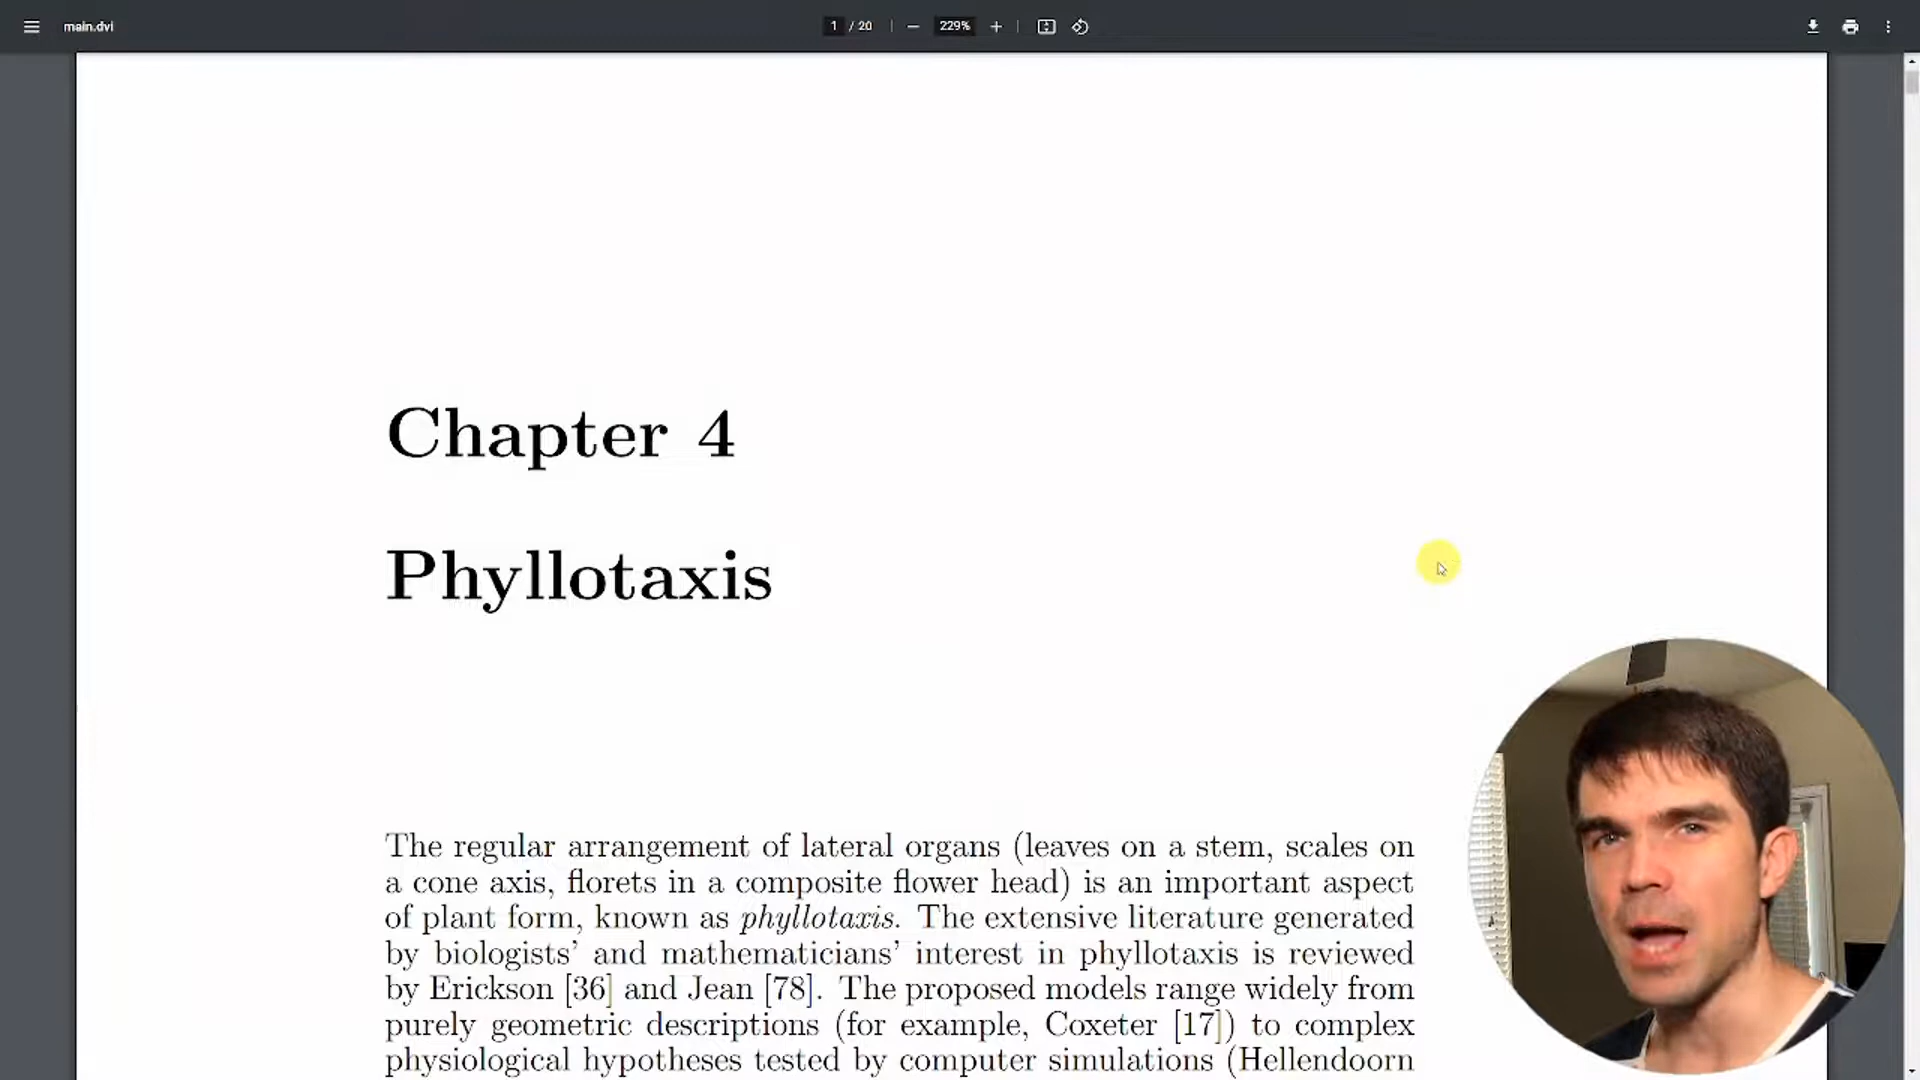 main.dvi
1 / 20
229%
Chapter 4
Phyllotaxis
The regular arrangement of lateral organs (leaves on a stem, scales on
a cone axis, florets in a composite flower head) is an important aspect
of plant form, known as phyllotaxis. The extensive literature generated
by biologists' and mathematicians' interest in phyllotaxis is reviewed
by Erickson [36] and Jean [78]. The proposed models range widely from
purely geometric descriptions (for example, Coxeter [17]) to complex
physiological hypotheses tested by computer simulations (Hellendoorn